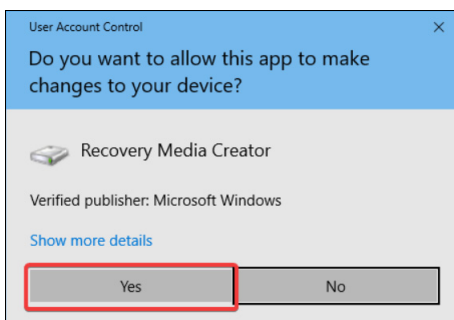 User Account Control
Do you want to allow this app to make
changes to your device?
Recovery Media Creator
Verified publisher: Microsoft Windows
Show more details
Yes
No